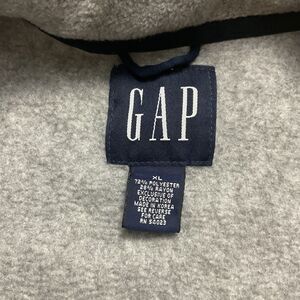 GAP
XL
72% POLYESTER
28% RAYON
EXCLUSIVE OF
DECORATION
MADE IN KOREA
SEE REVERSE
FOR CARE
RN 54023